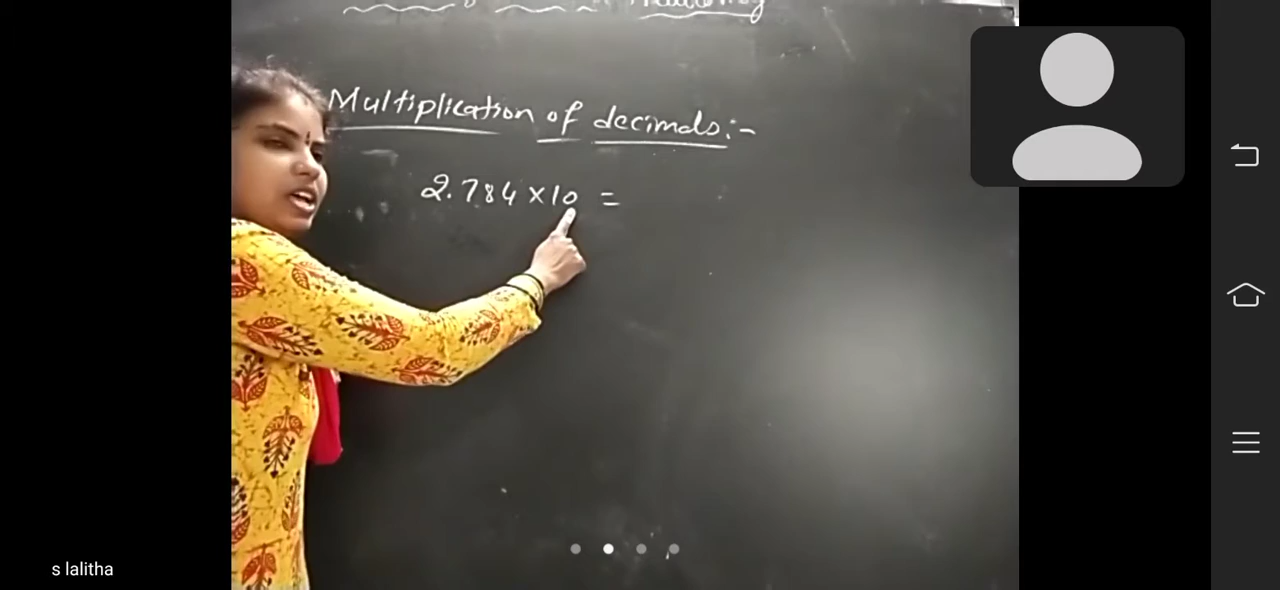 Multiplication of decimals:-
2.784 × 10 =
s lalitha